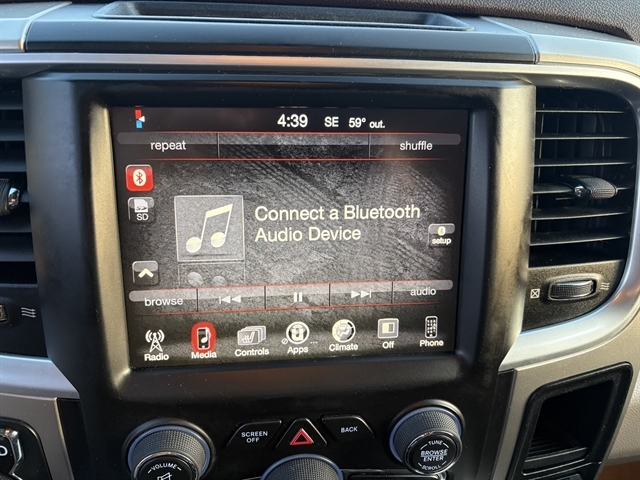 4:39 SE 59° out.
repeat shuffle
SD
Connect a Bluetooth
Audio Device
setup
browse audio
Radio Media Controls Apps Climate Off Phone
VOLUME
SCREEN
OFF
BACK
TUNE
BROWSE
ENTER
SCROLL